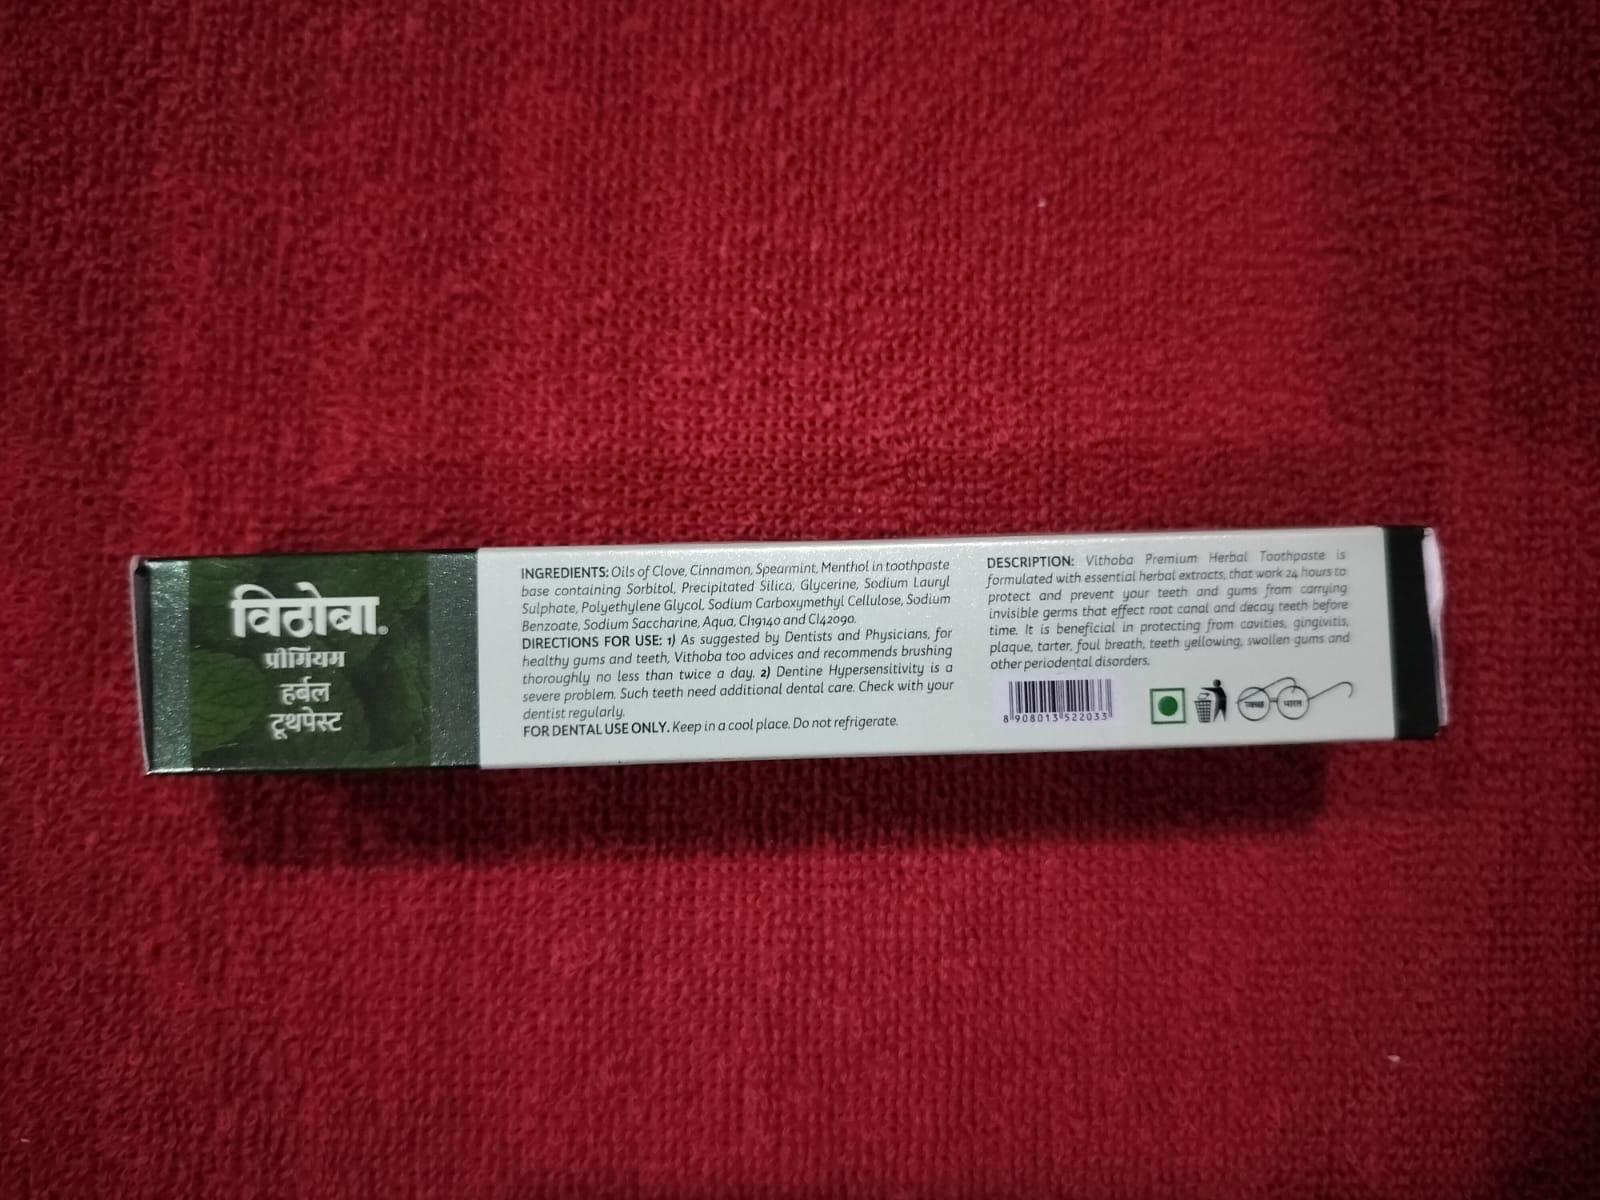 विठोबा®
प्रीमियम
हर्बल
टूथपेस्ट
INGREDIENTS: Oils of Clove, Cinnamon, Spearmint, Menthol in toothpaste
base containing Sorbitol, Precipitated Silica, Glycerine, Sodium Lauryl
Sulphate, Polyethylene Glycol, Sodium Carboxymethyl Cellulose, Sodium
Benzoate, Sodium Saccharine, Aqua, CI19140 and CI42090.
DIRECTIONS FOR USE: 1) As suggested by Dentists and Physicians, for
healthy gums and teeth, Vithoba too advices and recommends brushing
thoroughly no less than twice a day. 2) Dentine Hypersensitivity is a
severe problem. Such teeth need additional dental care. Check with your
dentist regularly.
FOR DENTAL USE ONLY. Keep in a cool place. Do not refrigerate.
DESCRIPTION: Vithoba Premium Herbal Toothpaste is
formulated with essential herbal extracts, that work 24 hours to
protect and prevent your teeth and gums from carrying
invisible germs that effect root canal and decay teeth before
time. It is beneficial in protecting from cavities, gingivitis,
plaque, tarter, foul breath, teeth yellowing, swollen gums and
other periodental disorders.
8 908013 522033
स्वच्छ भारत